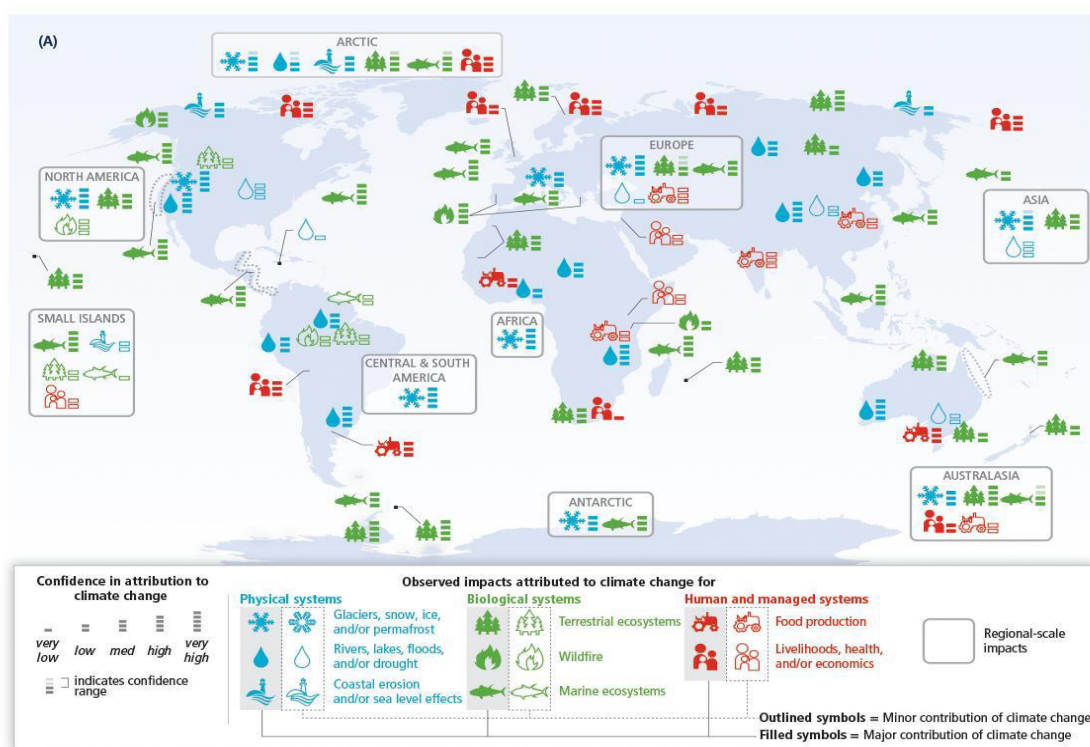 (A)
ARCTIC
NORTH AMERICA
EUROPE
ASIA
SMALL ISLANDS
AFRICA
CENTRAL & SOUTH
AMERICA
AUSTRALASIA
ANTARCTIC
Confidence in attribution to
climate change
very
low
low
med
high
very
high
indicates confidence
range
Observed impacts attributed to climate change for
Physical systems
Glaciers, snow, ice,
and/or permafrost
Rivers, lakes, floods,
and/or drought
Coastal erosion
and/or sea level effects
Biological systems
Terrestrial ecosystems
Wildfire
Marine ecosystems
Human and managed systems
Food production
Livelihoods, health,
and/or economics
Regional-scale
impacts
Outlined symbols = Minor contribution of climate change
Filled symbols = Major contribution of climate change